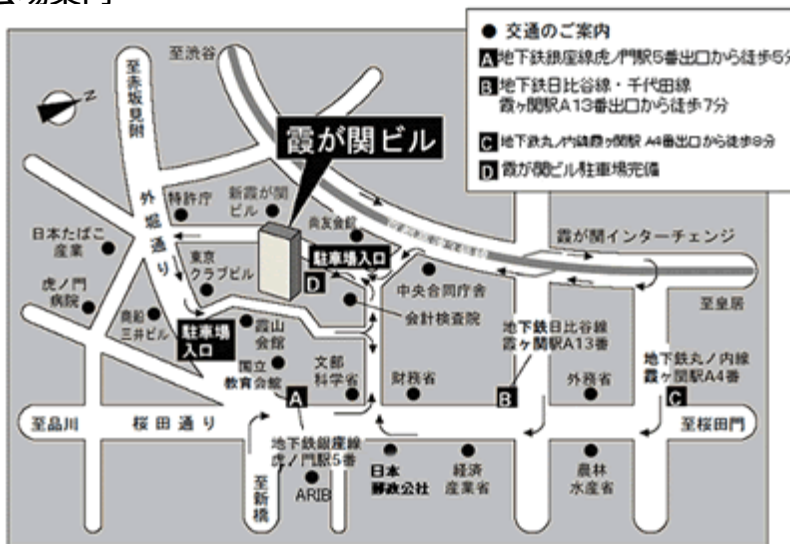 ● 交通のご案内
A 地下鉄銀座線虎ノ門駅5番出口から徒歩5分
B 地下鉄日比谷線・千代田線
霞ヶ関駅A13番出口から徒歩7分
C 地下鉄丸ノ内線霞ヶ関駅 A4番出口から徒歩8分
D 霞が関ビル駐車場完備
至渋谷
至赤坂見附
N
霞が関ビル
外堀通り
特許庁
新霞が関
ビル
尚友会館
日本たばこ
産業
東京
クラブビル
駐車場入口
D
霞が関インターチェンジ
中央合同庁舎
虎ノ門
病院
商船
三井ビル
会計検査院
至皇居
駐車場
入口
霞山
会館
地下鉄日比谷線
霞ヶ関駅A13番
国立
教育会館
文部
科学省
財務省
外務省
地下鉄丸ノ内線
霞ヶ関駅A4番
A
B
C
至品川
桜田通り
至桜田門
地下鉄銀座線
虎ノ門駅5番
至新橋
ARIB
日本
郵政公社
経済
産業省
農林
水産省